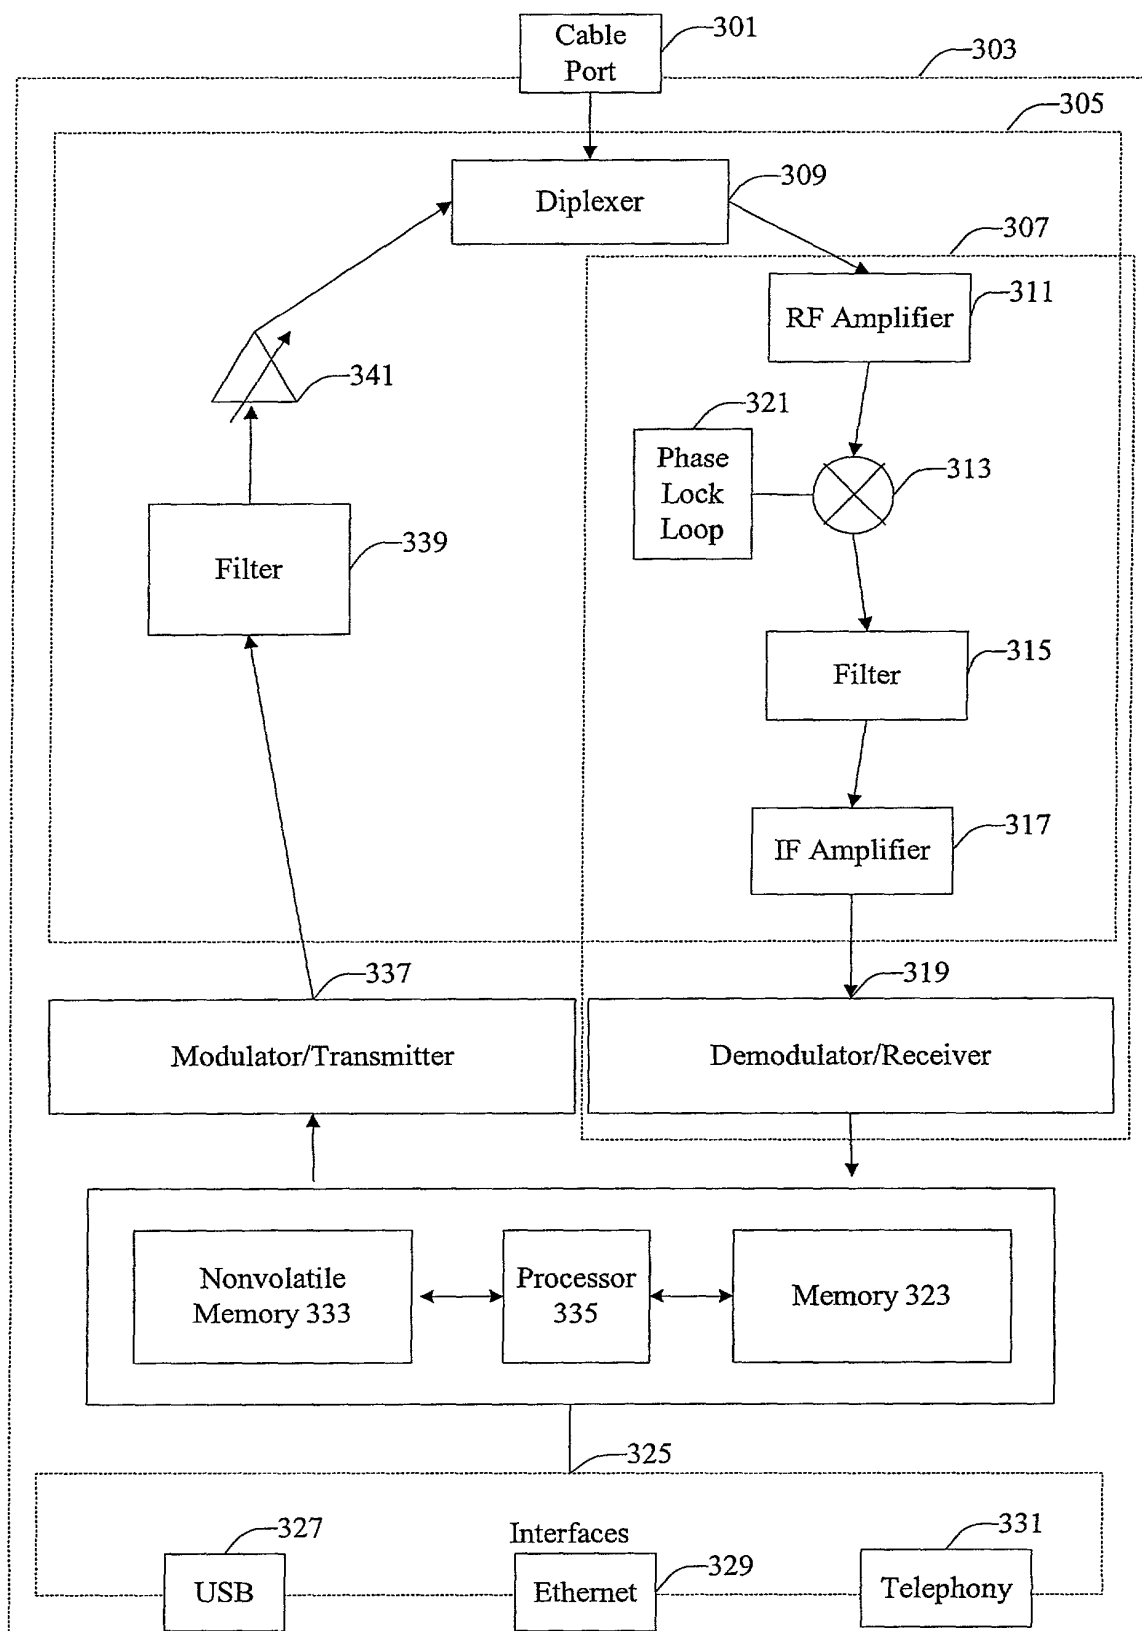 Cable
Port
301
303
305
Diplexer
309
307
RF Amplifier
311
341
321
Phase
Lock
Loop
313
Filter
339
Filter
315
IF Amplifier
317
337
319
Modulator/Transmitter
Demodulator/Receiver
Nonvolatile
Memory 333
Processor
335
Memory 323
325
Interfaces
327
USB
Ethernet
329
331
Telephony